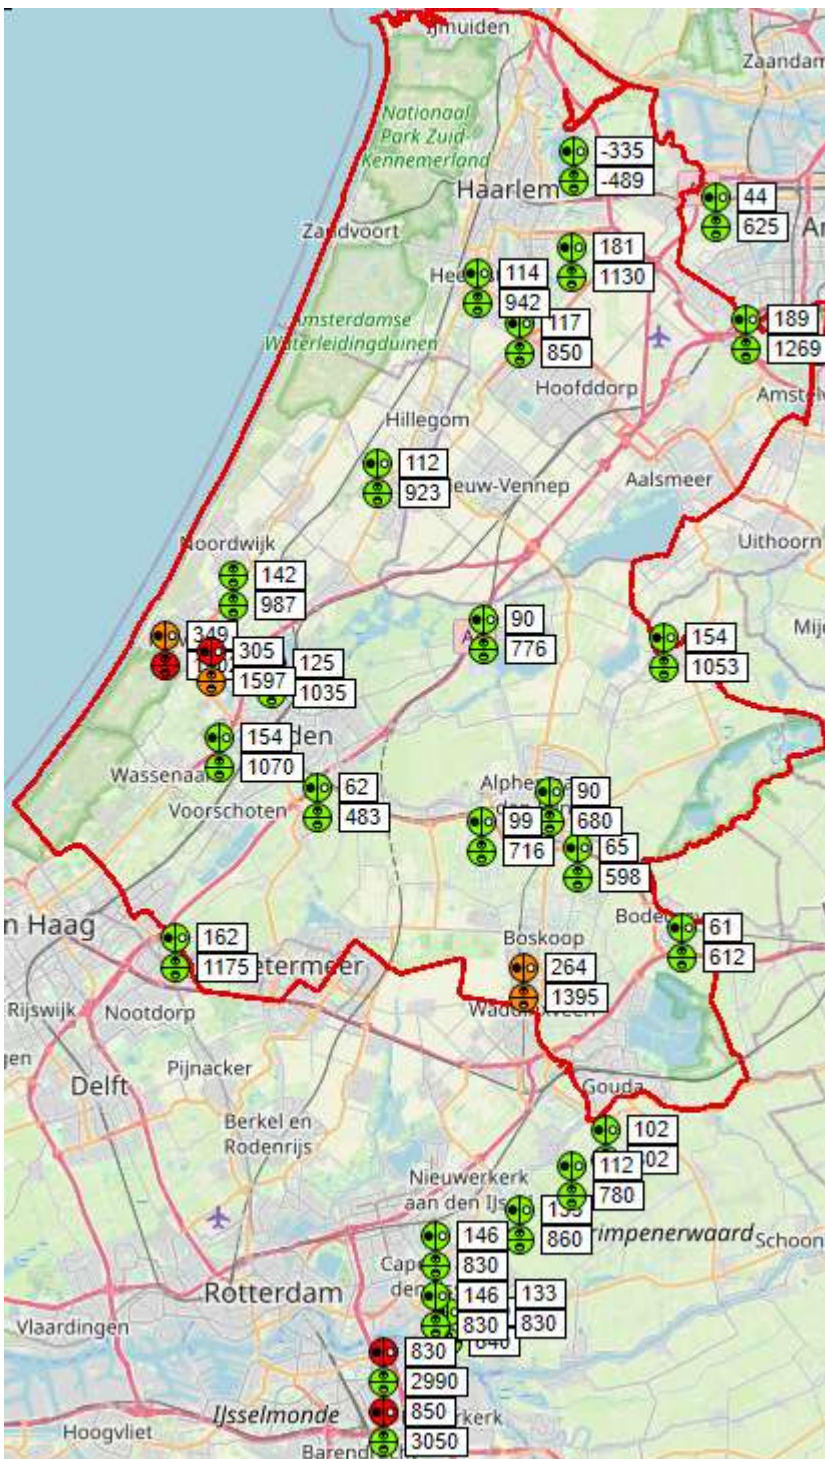 IJmuiden
Zaandam
Nationaal
Park Zuid
Kennemerland
-335
-489
Haarlem
44
625
Zandvoort
181
1130
114
942
117
850
189
1269
Amsterdamse
Waterleidingduinen
Hoofddorp
Hillegom
Aalsmeer
112
923
Uithoorn
Noordwijk
142
987
90
776
349
305
1597
125
1035
154
1053
154
1070
Wassenaar
Voorschoten
62
483
90
680
99
716
65
598
61
612
162
1175
Boskoop
264
1395
Rijswijk
Nootdorp
Pijnacker
Delft
Gouda
Berkel en
Rodenrijs
102
112
780
Nieuwerkerk
860
146
830
Rotterdam
146
830
133
830
Vlaardingen
830
2990
IJsselmonde
850
3050
Hoogvliet